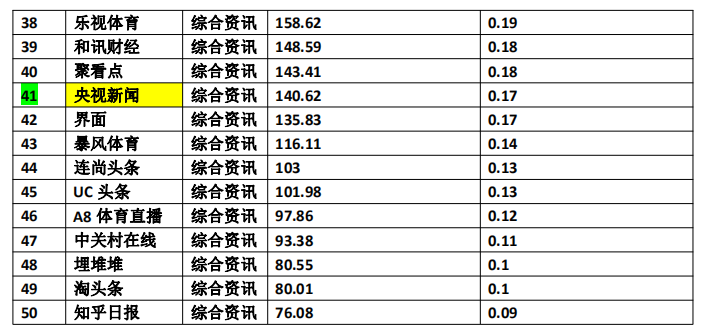 38 乐视体育 综合资讯 158.62 0.19
39 和讯财经 综合资讯 148.59 0.18
40 聚看点 综合资讯 143.41 0.18
41 央视新闻 综合资讯 140.62 0.17
42 界面 综合资讯 135.83 0.17
43 暴风体育 综合资讯 116.11 0.14
44 连尚头条 综合资讯 103 0.13
45 UC 头条 综合资讯 101.98 0.13
46 A8 体育直播 综合资讯 97.86 0.12
47 中关村在线 综合资讯 93.38 0.11
48 埋堆堆 综合资讯 80.55 0.1
49 淘头条 综合资讯 80.01 0.1
50 知乎日报 综合资讯 76.08 0.09